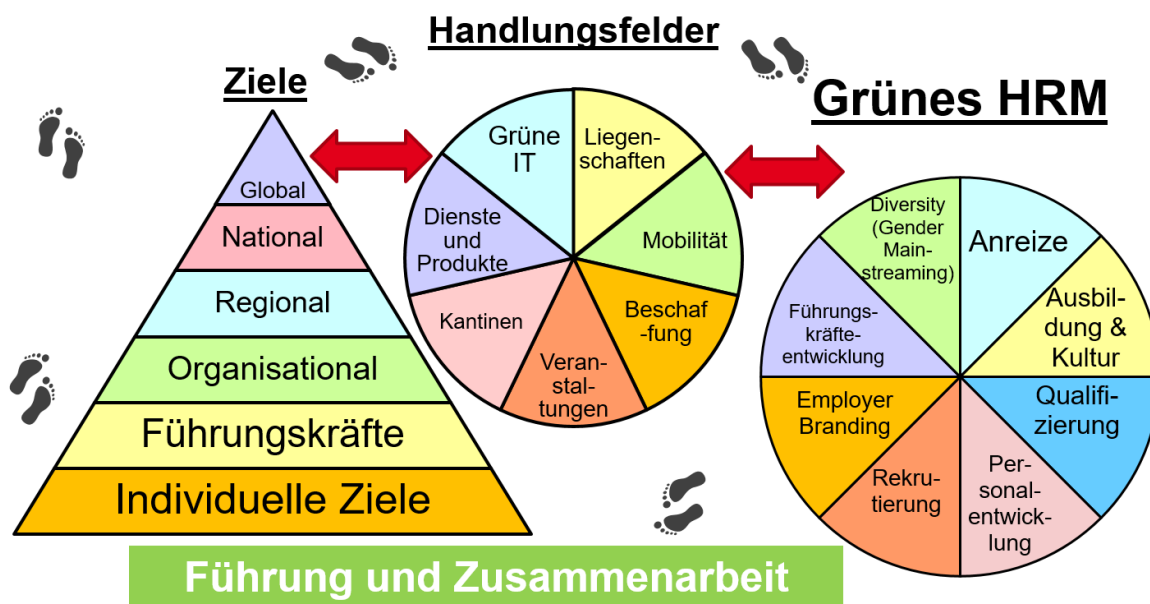 Handlungsfelder
Ziele
Grünes HRM
Global
National
Regional
Organisational
Führungskräfte
Individuelle Ziele
Grüne
IT
Liegen-
schaften
Mobilität
Beschaf
-fung
Veran-
stal-
tungen
Kantinen
Dienste
und
Produkte
Diversity
(Gender
Main-
streaming)
Anreize
Ausbil-
dung &
Kultur
Qualifi-
zierung
Per-
sonal-
entwick-
lung
Rekru-
tierung
Employer
Branding
Führungs-
kräfte-
entwicklung
Führung und Zusammenarbeit